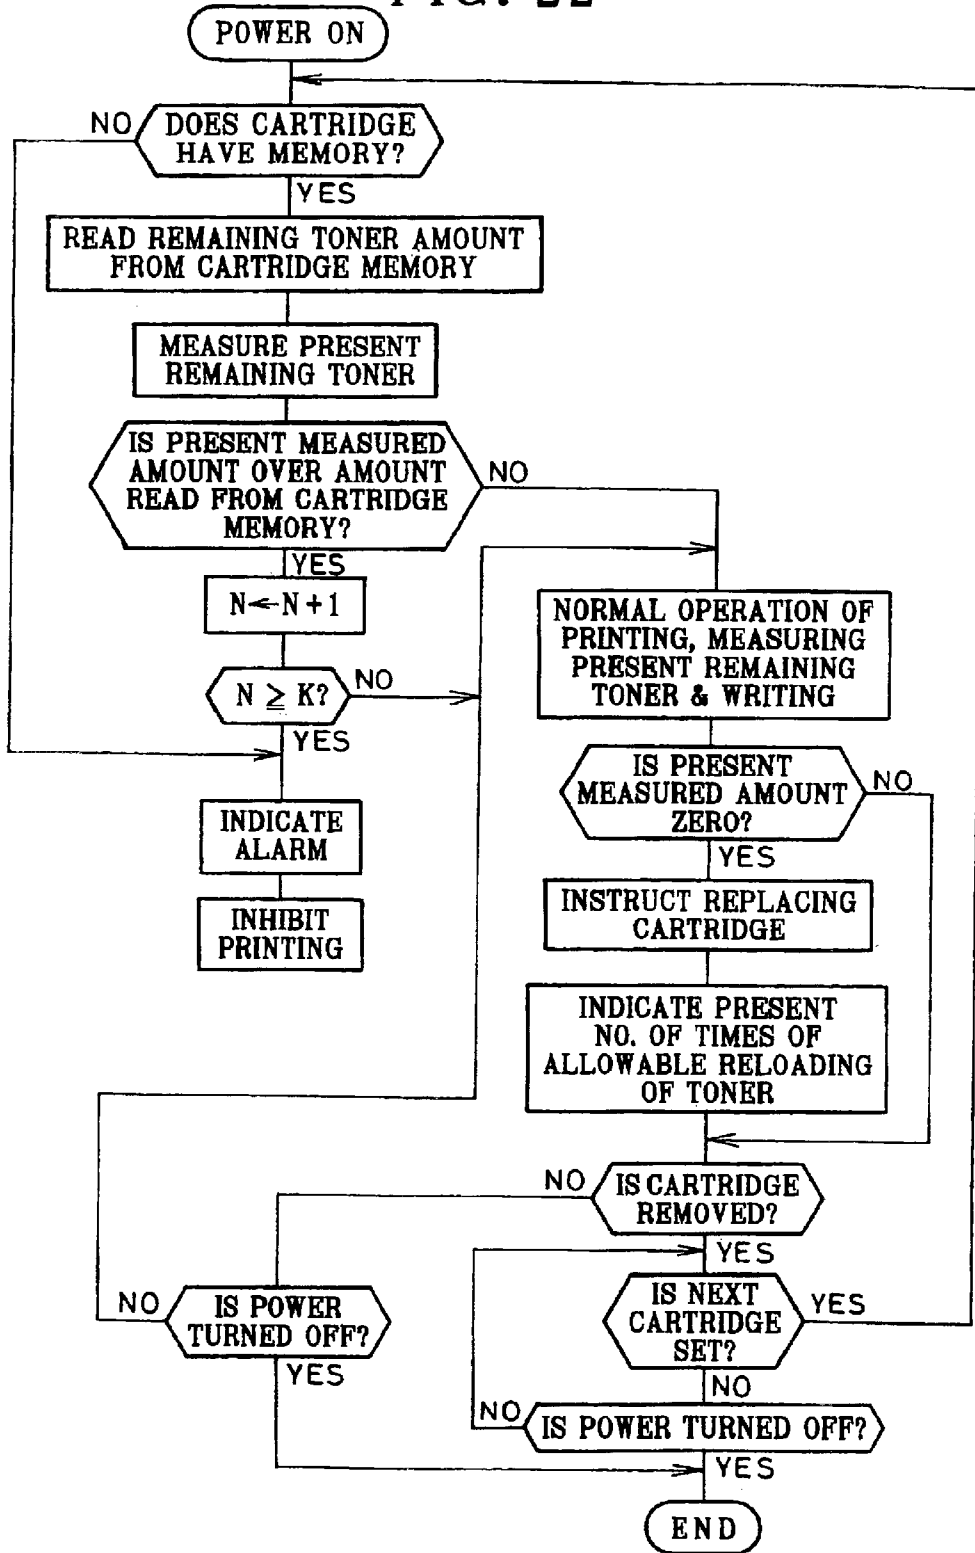 POWER ON
NO
DOES CARTRIDGE
HAVE MEMORY?
YES
READ REMAINING TONER AMOUNT
FROM CARTRIDGE MEMORY
MEASURE PRESENT
REMAINING TONER
IS PRESENT MEASURED
AMOUNT OVER AMOUNT
READ FROM CARTRIDGE
MEMORY?
NO
YES
N←N+1
N ≧ K?
NO
YES
INDICATE
ALARM
INHIBIT
PRINTING
NORMAL OPERATION OF
PRINTING, MEASURING
PRESENT REMAINING
TONER & WRITING
IS PRESENT
MEASURED AMOUNT
ZERO?
NO
YES
INSTRUCT REPLACING
CARTRIDGE
INDICATE PRESENT
NO. OF TIMES OF
ALLOWABLE RELOADING
OF TONER
NO
IS CARTRIDGE
REMOVED?
YES
NO
IS POWER
TURNED OFF?
YES
IS NEXT
CARTRIDGE
SET?
YES
NO
NO
IS POWER TURNED OFF?
YES
END